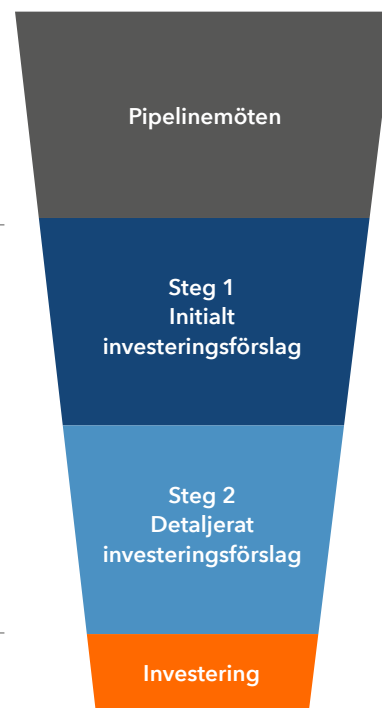 Pipelinemöten
Steg 1
Initialt
investeringsförslag
Steg 2
Detaljerat
investeringsförslag
Investering